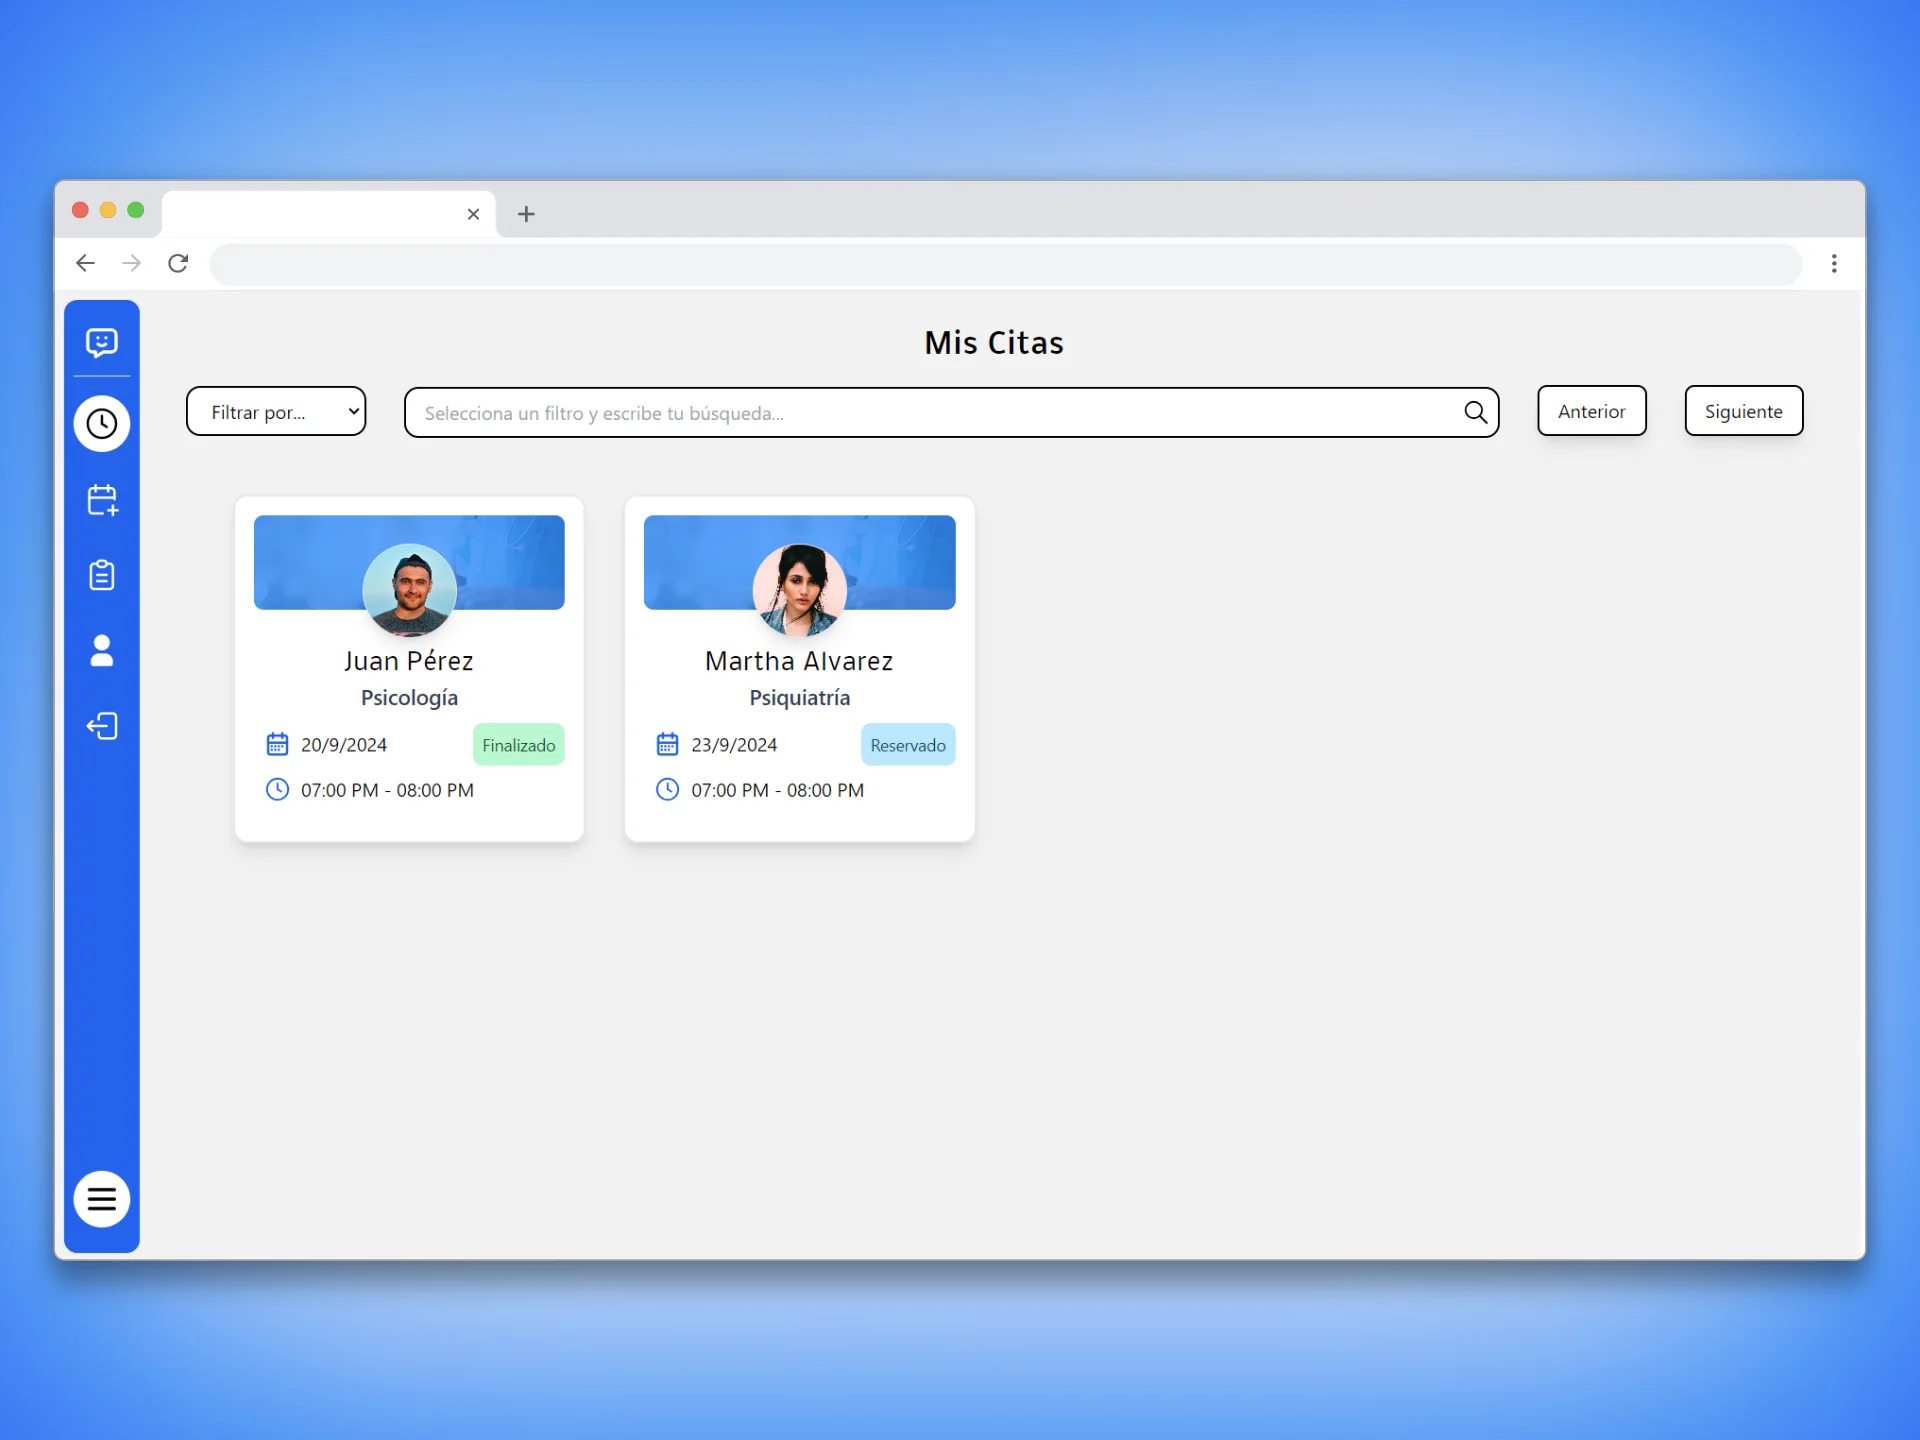 Mis Citas
Filtrar por...
Selecciona un filtro y escribe tu búsqueda...
Anterior
Siguiente
Juan Pérez
Psicología
20/9/2024
Finalizado
07:00 PM - 08:00 PM
Martha Alvarez
Psiquiatría
23/9/2024
Reservado
07:00 PM - 08:00 PM